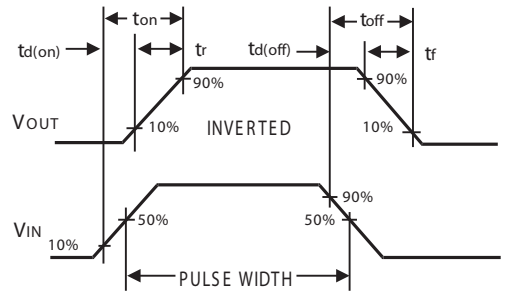 ton toff
td(on) tr td(off) tf
90% 90%
VOUT 10% INVERTED 10%
90%
VIN 50% 50%
10%
PULSE WIDTH